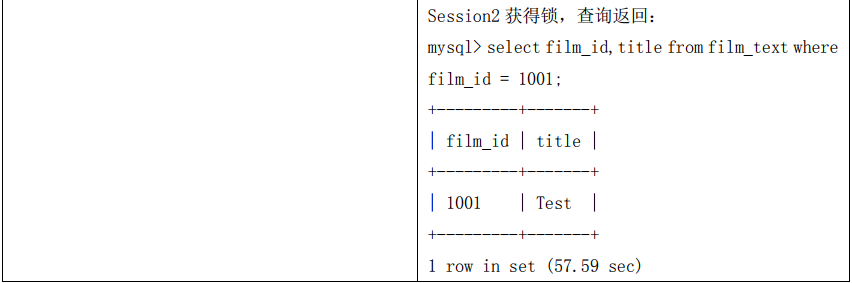 Session2 获得锁，查询返回：
mysql> select film_id,title from film_text where
film_id = 1001;
+---------+-------+
| film_id | title |
+---------+-------+
| 1001    | Test  |
+---------+-------+
1 row in set (57.59 sec)